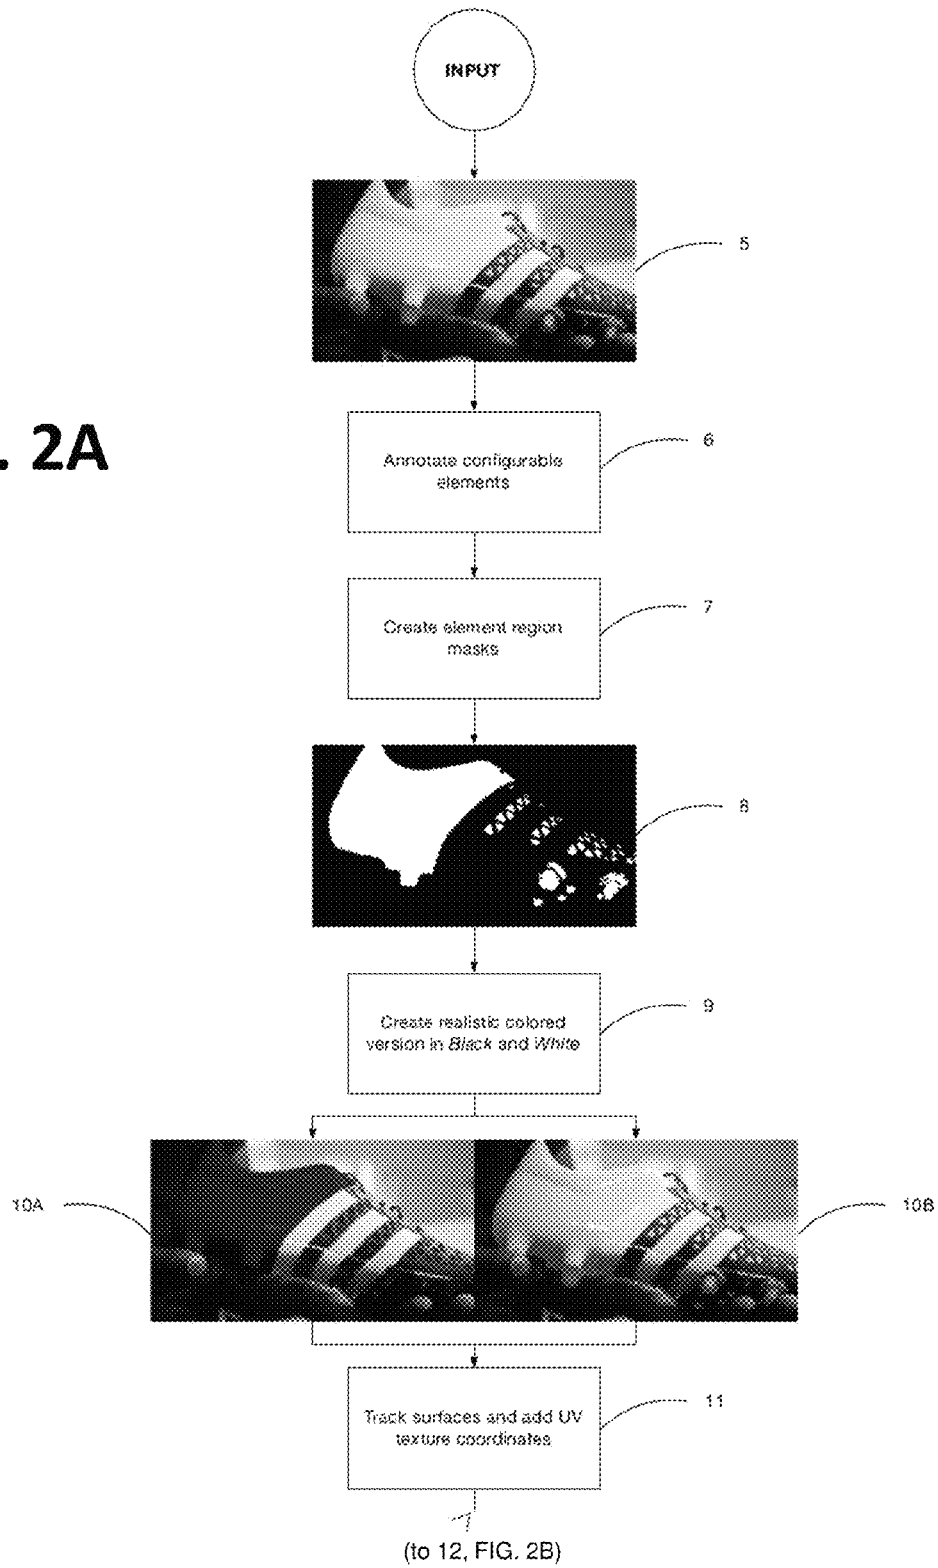 INPUT
5
. 2A
6
Annotate configurable
elements
7
Create element region
masks
8
9
Create realistic colored
version in Black and White
10A
10B
11
Track surfaces and add UV
texture coordinates
(to 12, FIG. 2B)